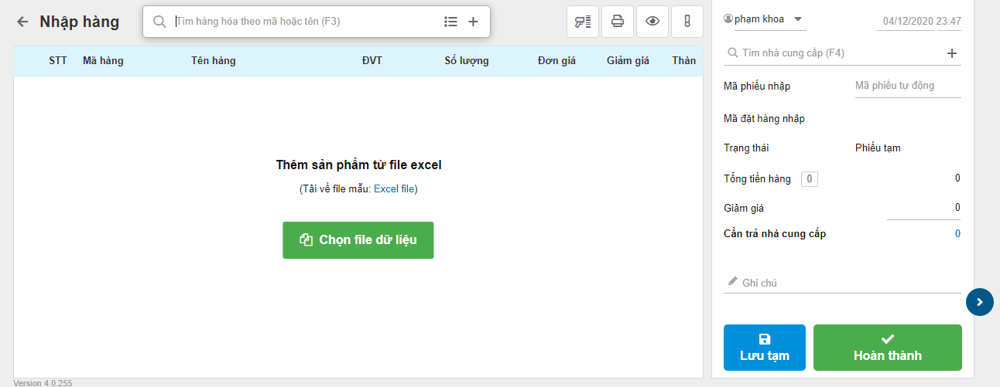 Nhập hàng
Tìm hàng hóa theo mã hoặc tên (F3)
STT Mã hàng Tên hàng ĐVT Số lượng Đơn giá Giảm giá Thàn
Thêm sản phẩm từ file excel
(Tải về file mẫu: Excel file)
Chọn file dữ liệu
Version 4.0.255
phạm khoa 04/12/2020 23:47
Tìm nhà cung cấp (F4)
Mã phiếu nhập Mã phiếu tự động
Mã đặt hàng nhập
Trạng thái Phiếu tạm
Tổng tiền hàng 0 0
Giảm giá 0
Cần trả nhà cung cấp 0
Ghi chú
Lưu tạm Hoàn thành